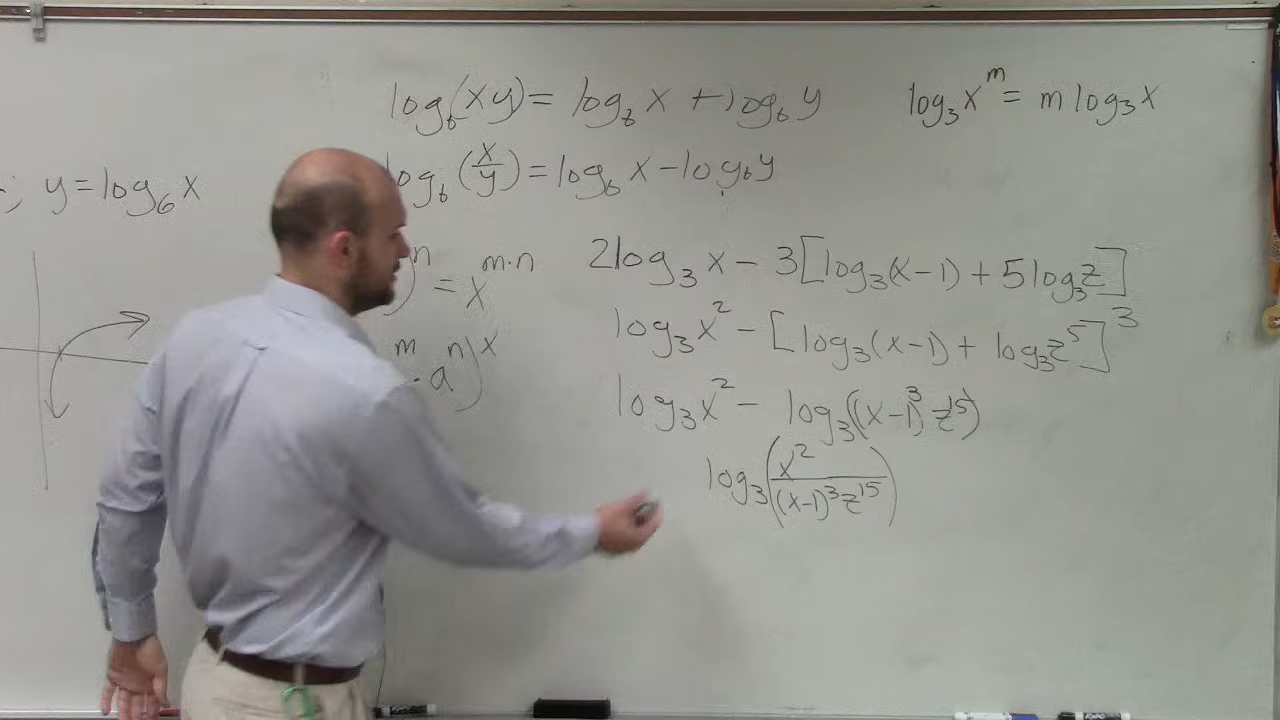 log_b(xy) = log_b x + log_b y
log_3 x^m = m log_3 x
log_b(x/y) = log_b x - log_b y
; y = log_6 x
)^n = x^{m·n}
m · a^n)^x
2log_3 x - 3[log_3(x-1) + 5log_3 z]
log_3 x^2 - [log_3(x-1) + log_3 z^5]^3
log_3 x^2 - log_3((x-1)^3 z^15)
log_3(x^2/((x-1)^3 z^15))